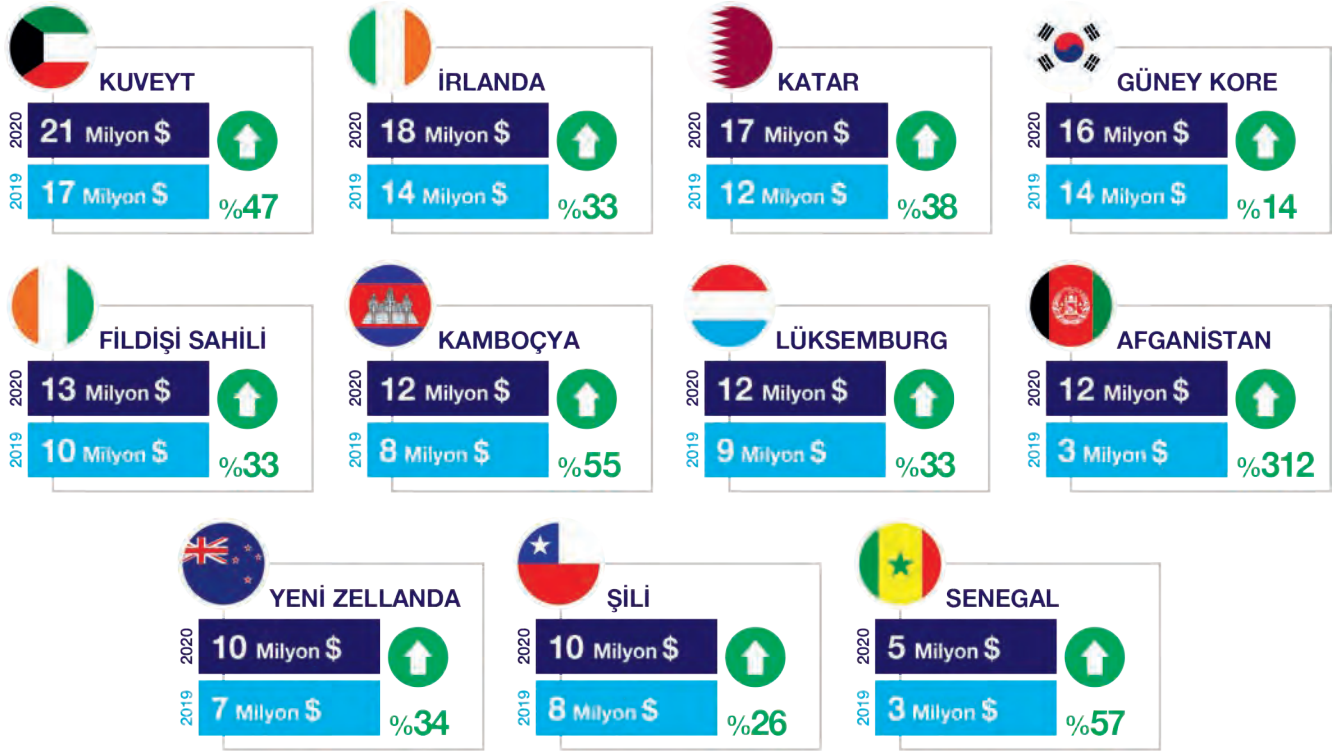 KUVEYT
2020 21 Milyon $
2019 17 Milyon $
%47
İRLANDA
2020 18 Milyon $
2019 14 Milyon $
%33
KATAR
2020 17 Milyon $
2019 12 Milyon $
%38
GÜNEY KORE
2020 16 Milyon $
2019 14 Milyon $
%14
FİLDİŞİ SAHİLİ
2020 13 Milyon $
2019 10 Milyon $
%33
KAMBOÇYA
2020 12 Milyon $
2019 8 Milyon $
%55
LÜKSEMBURG
2020 12 Milyon $
2019 9 Milyon $
%33
AFGANİSTAN
2020 12 Milyon $
2019 3 Milyon $
%312
YENİ ZELLANDA
2020 10 Milyon $
2019 7 Milyon $
%34
ŞİLİ
2020 10 Milyon $
2019 8 Milyon $
%26
SENEGAL
2020 5 Milyon $
2019 3 Milyon $
%57